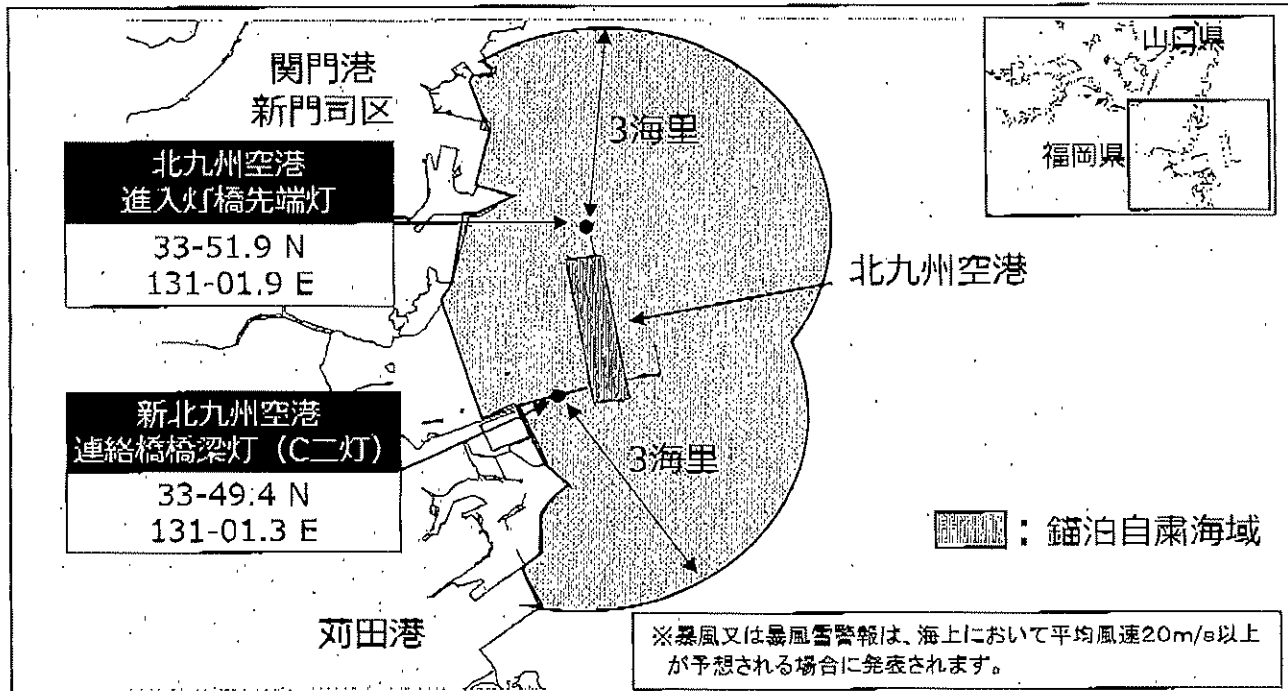 関門港
新門司区
3海里
山口県
福岡県
北九州空港
進入灯橋先端灯
33-51.9 N
131-01.9 E
北九州空港
新北九州空港
連絡橋橋梁灯（C二灯）
33-49.4 N
131-01.3 E
3海里
：錨泊自粛海域
苅田港
※暴風又は暴風雪警報は、海上において平均風速20m/s以上
が予想される場合に発表されます。